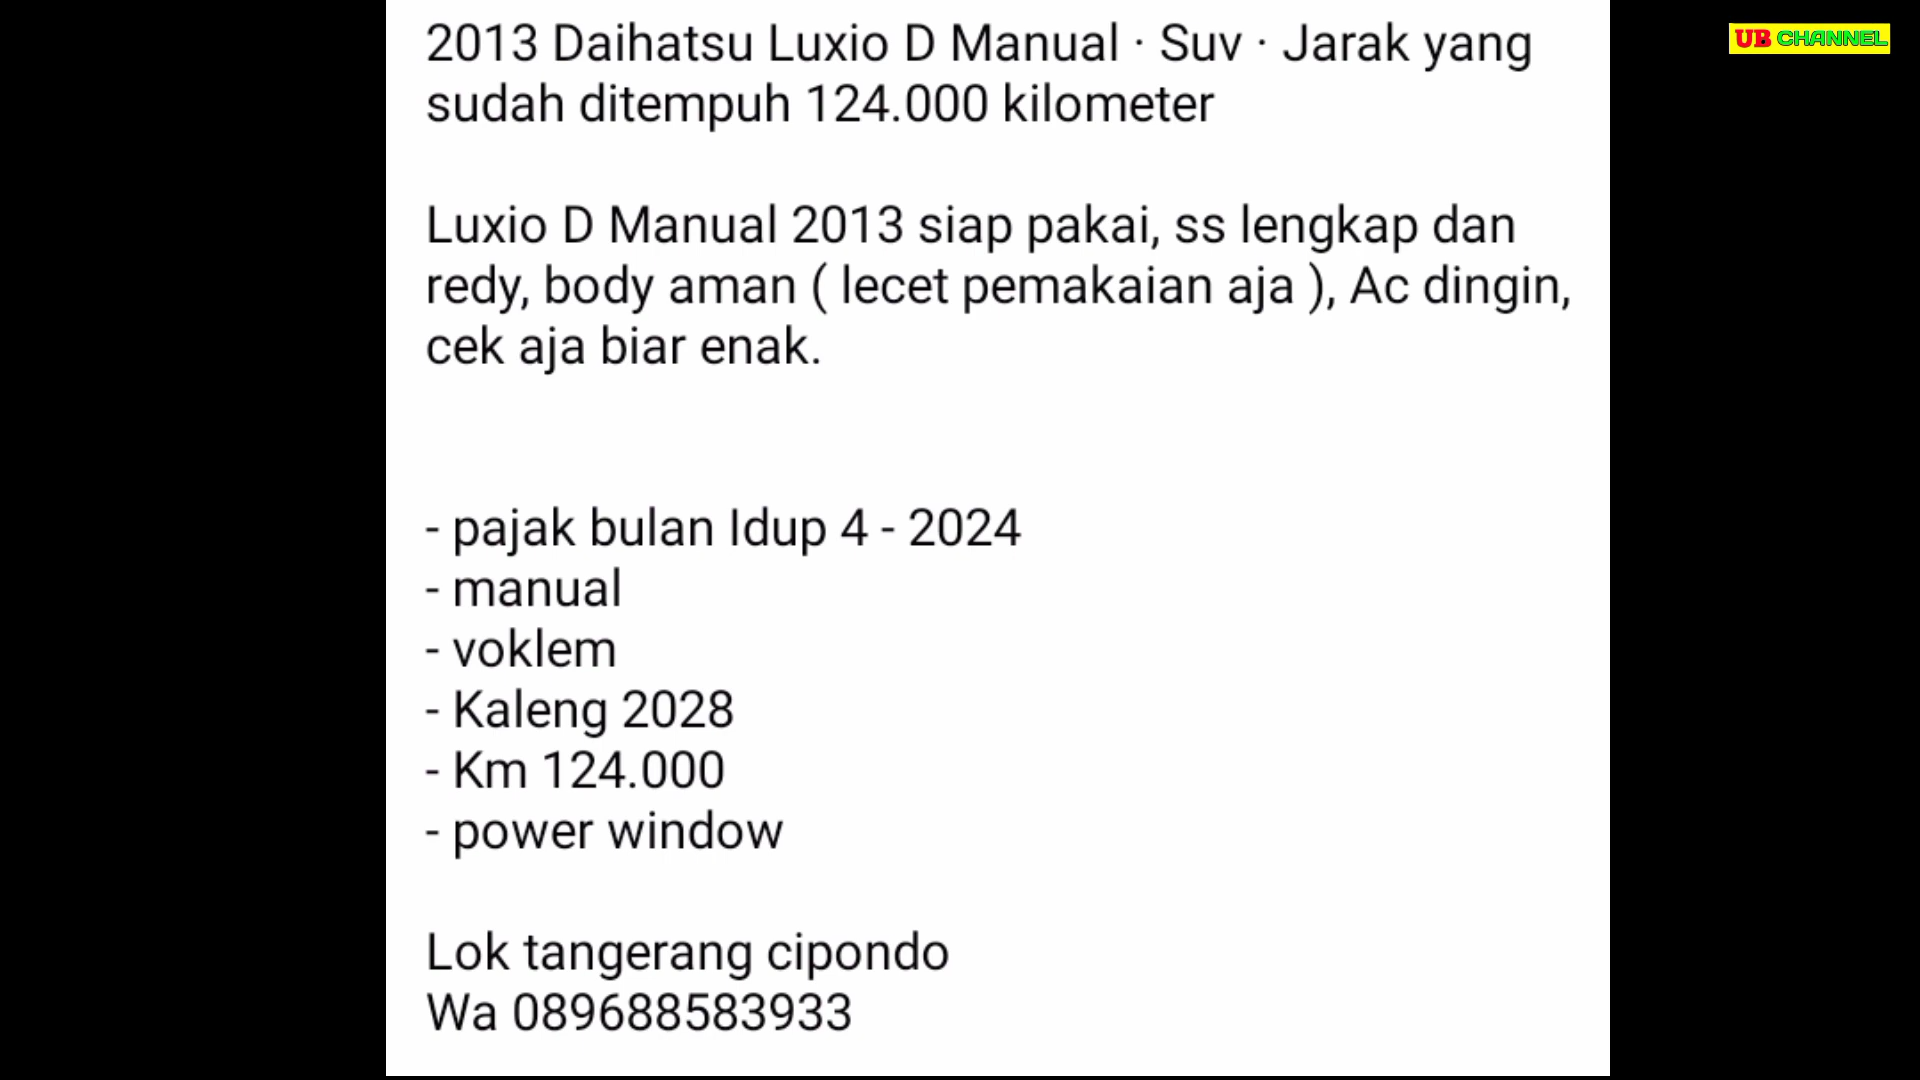 2013 Daihatsu Luxio D Manual · Suv · Jarak yang
sudah ditempuh 124.000 kilometer
Luxio D Manual 2013 siap pakai, ss lengkap dan
redy, body aman ( lecet pemakaian aja ), Ac dingin,
cek aja biar enak.
- pajak bulan Idup 4 - 2024
- manual
- voklem
- Kaleng 2028
- Km 124.000
- power window
Lok tangerang cipondo
Wa 089688583933
UB CHANNEL